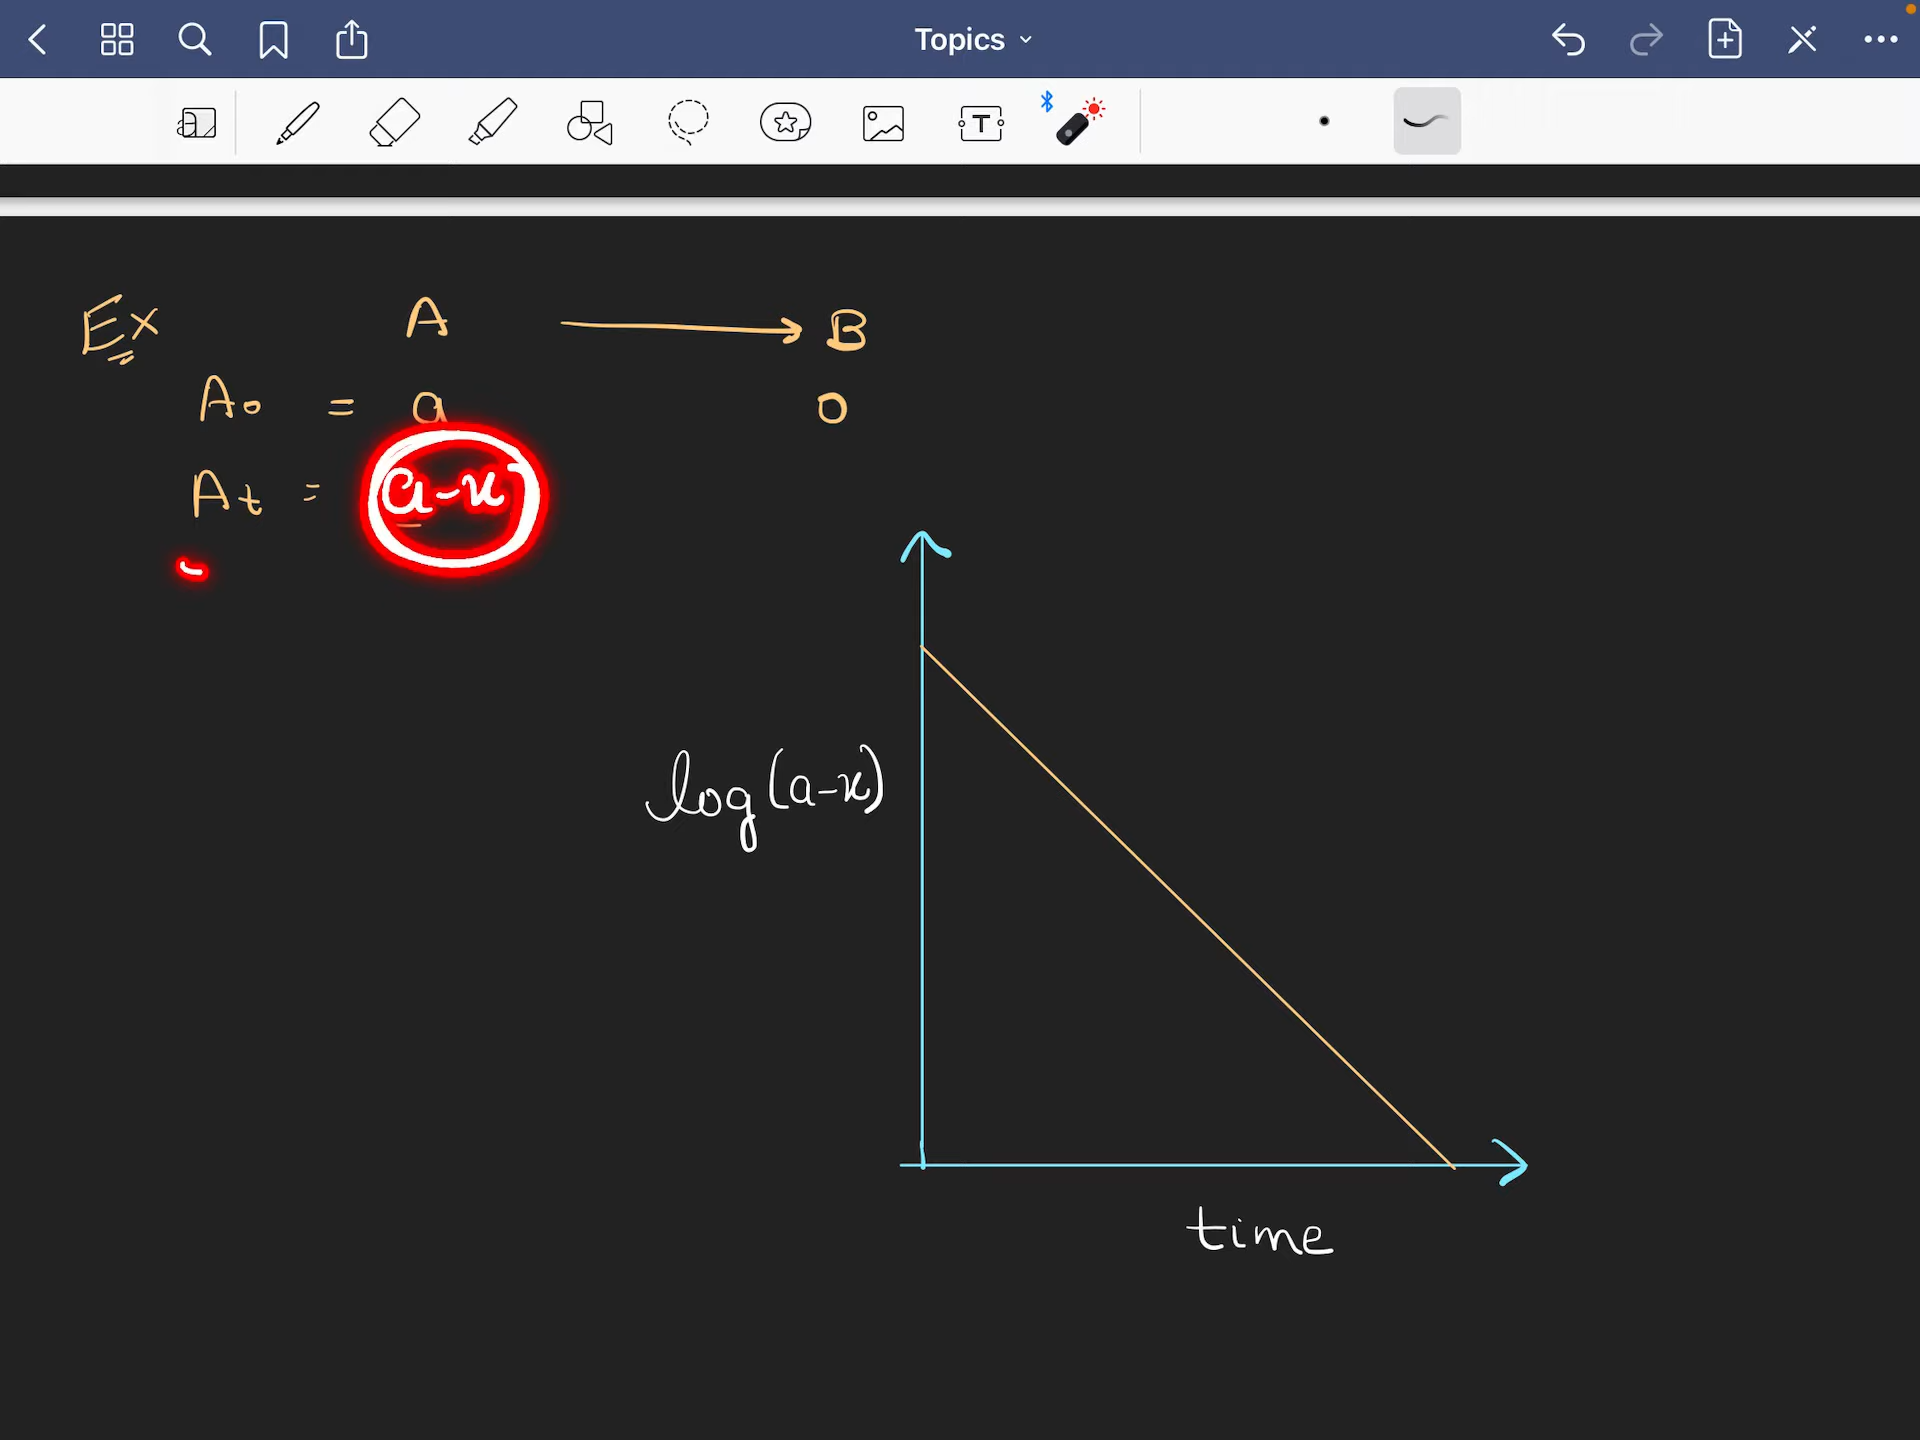 Topics
T
Ex A → B
A₀ = a 0
Aₜ = a-x
log(a-x)
time